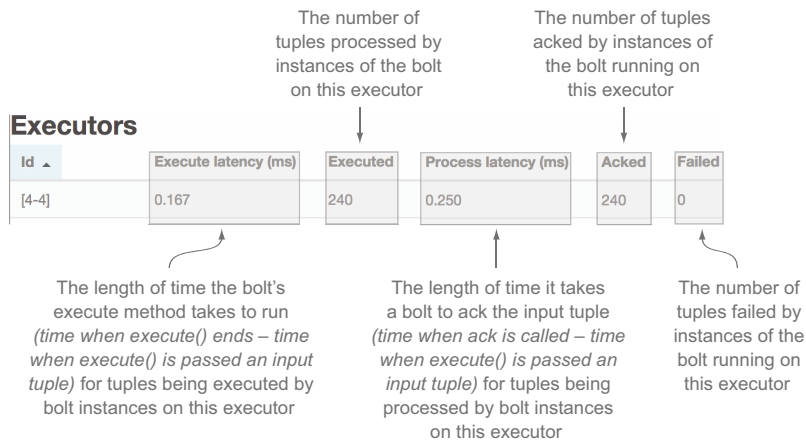 The number of
tuples processed by
instances of the bolt
on this executor
The number of tuples
acked by instances of
the bolt running on
this executor
Executors
Id
Execute latency (ms)
Executed
Process latency (ms)
Acked
Failed
[4-4]
0.167
240
0.250
240
0
The length of time the bolt's
execute method takes to run
(time when execute() ends – time
when execute() is passed an input
tuple) for tuples being executed by
bolt instances on this executor
The length of time it takes
a bolt to ack the input tuple
(time when ack is called – time
when execute() is passed an
input tuple) for tuples being
processed by bolt instances
on this executor
The number of
tuples failed by
instances of the
bolt running on
this executor